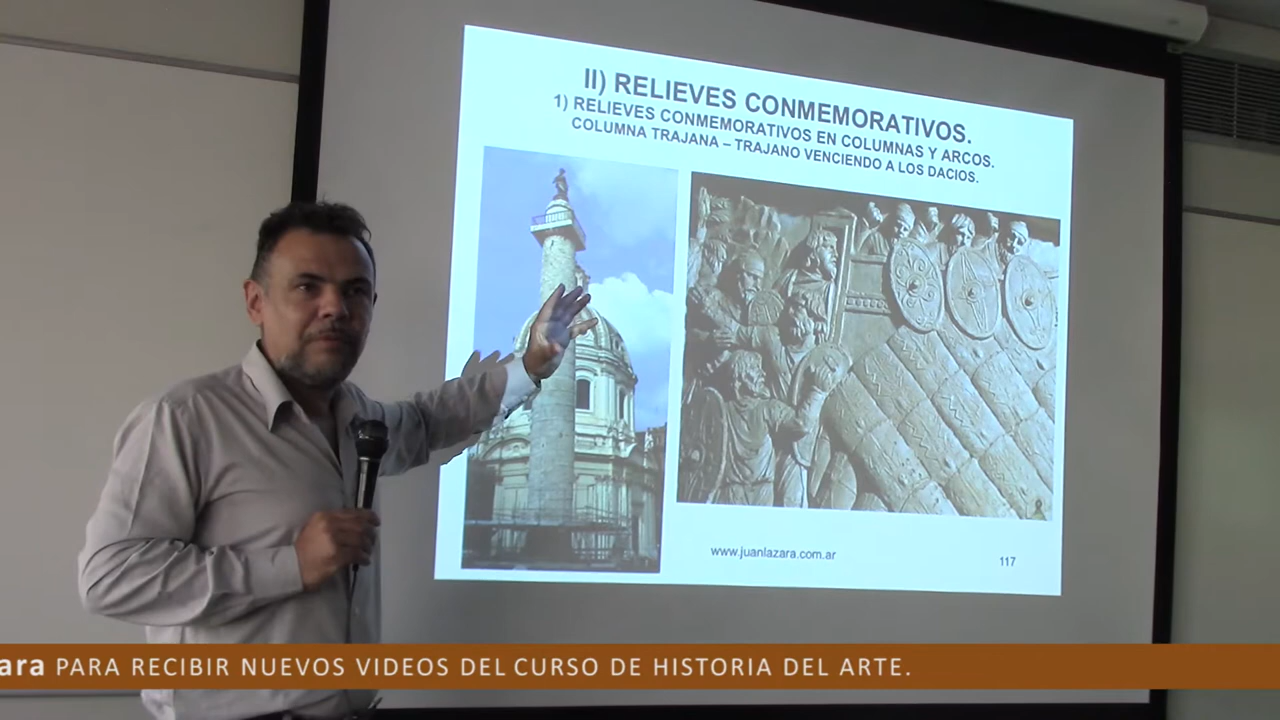 II) RELIEVES CONMEMORATIVOS.
1) RELIEVES CONMEMORATIVOS EN COLUMNAS Y ARCOS.
COLUMNA TRAJANA – TRAJANO VENCIENDO A LOS DACIOS.
www.juanlazara.com.ar
117
ara PARA RECIBIR NUEVOS VIDEOS DEL CURSO DE HISTORIA DEL ARTE.